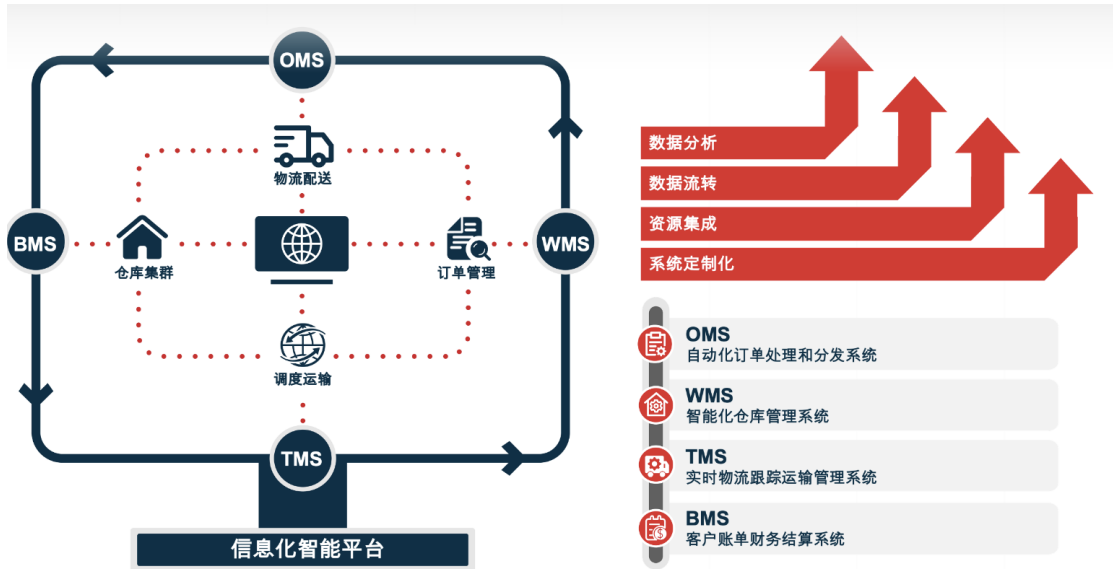 OMS
物流配送
BMS
仓库集群
订单管理
WMS
调度运输
TMS
信息化智能平台
数据分析
数据流转
资源集成
系统定制化
OMS
自动化订单处理和分发系统
WMS
智能化仓库管理系统
TMS
实时物流跟踪运输管理系统
BMS
客户账单财务结算系统